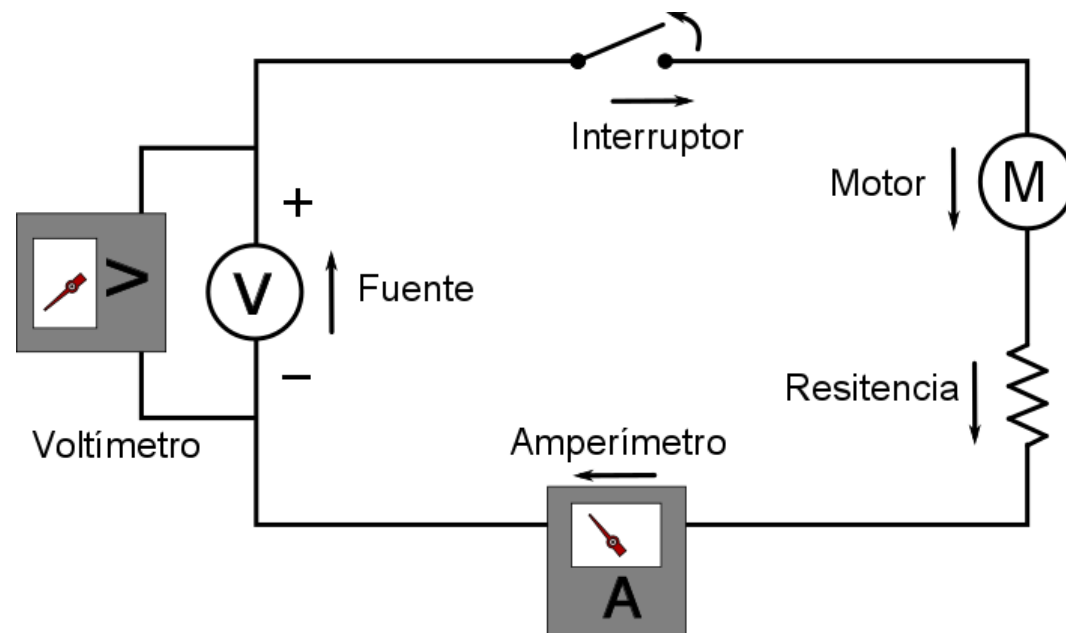 Interruptor
Motor
M
+
V
V
Fuente
−
Resitencia
Voltímetro
Amperímetro
A